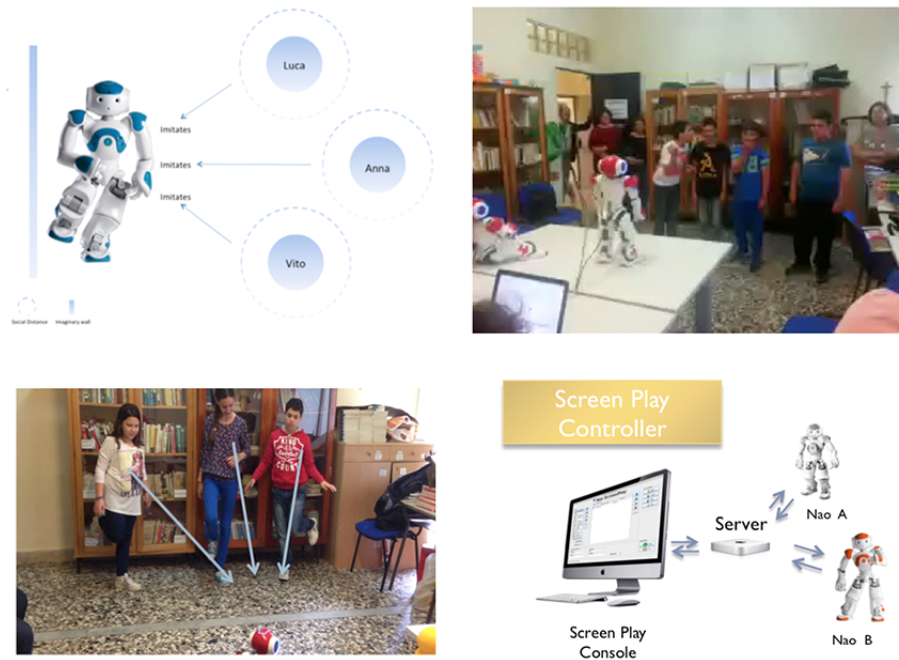 Luca
Imitates
Imitates
Anna
Imitates
Vito
Social Distance
Imaginary wall
KING
COURT
Screen Play
Controller
Server
Nao A
Screen Play
Console
Nao B